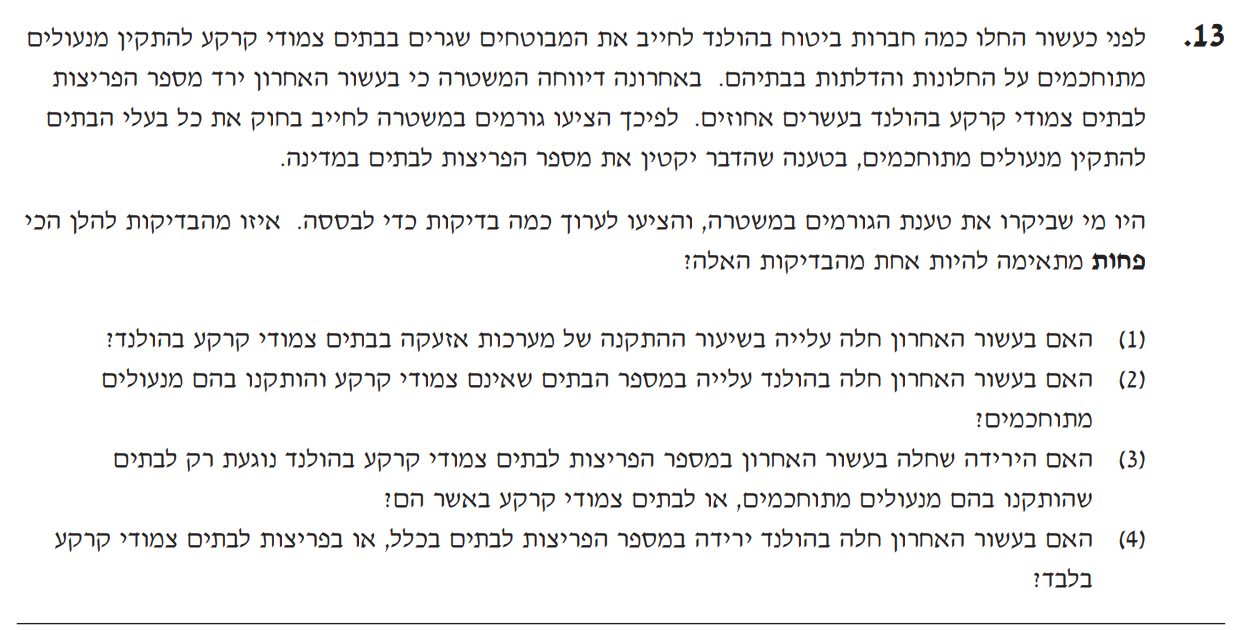 13. לפני כעשור החלו כמה חברות ביטוח בהולנד לחייב את המבוטחים שגרים בבתים צמודי קרקע להתקין מנעולים
מתוחכמים על החלונות והדלתות בבתיהם. באחרונה דיווחה המשטרה כי בעשור האחרון ירד מספר הפריצות
לבתים צמודי קרקע בהולנד בעשרים אחוזים. לפיכך הציעו גורמים במשטרה לחייב בחוק את כל בעלי הבתים
להתקין מנעולים מתוחכמים, בטענה שהדבר יקטין את מספר הפריצות לבתים במדינה.
היו מי שביקרו את טענת הגורמים במשטרה, והציעו לערוך כמה בדיקות כדי לבססה. איזו מהבדיקות להלן הכי
פחות מתאימה להיות אחת מהבדיקות האלה?
(1) האם בעשור האחרון חלה עלייה בשיעור ההתקנה של מערכות אזעקה בבתים צמודי קרקע בהולנד?
(2) האם בעשור האחרון חלה בהולנד עלייה במספר הבתים שאינם צמודי קרקע והותקנו בהם מנעולים
מתוחכמים?
(3) האם הירידה שחלה בעשור האחרון במספר הפריצות לבתים צמודי קרקע בהולנד נוגעת רק לבתים
שהותקנו בהם מנעולים מתוחכמים, או לבתים צמודי קרקע באשר הם?
(4) האם בעשור האחרון חלה בהולנד ירידה במספר הפריצות לבתים בכלל, או בפריצות לבתים צמודי קרקע
בלבד?